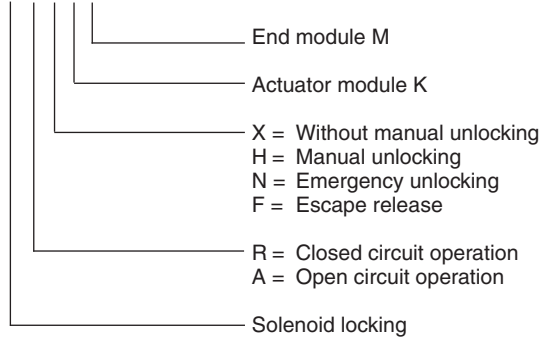 End module M
Actuator module K
X = Without manual unlocking
H = Manual unlocking
N = Emergency unlocking
F = Escape release
R = Closed circuit operation
A = Open circuit operation
Solenoid locking